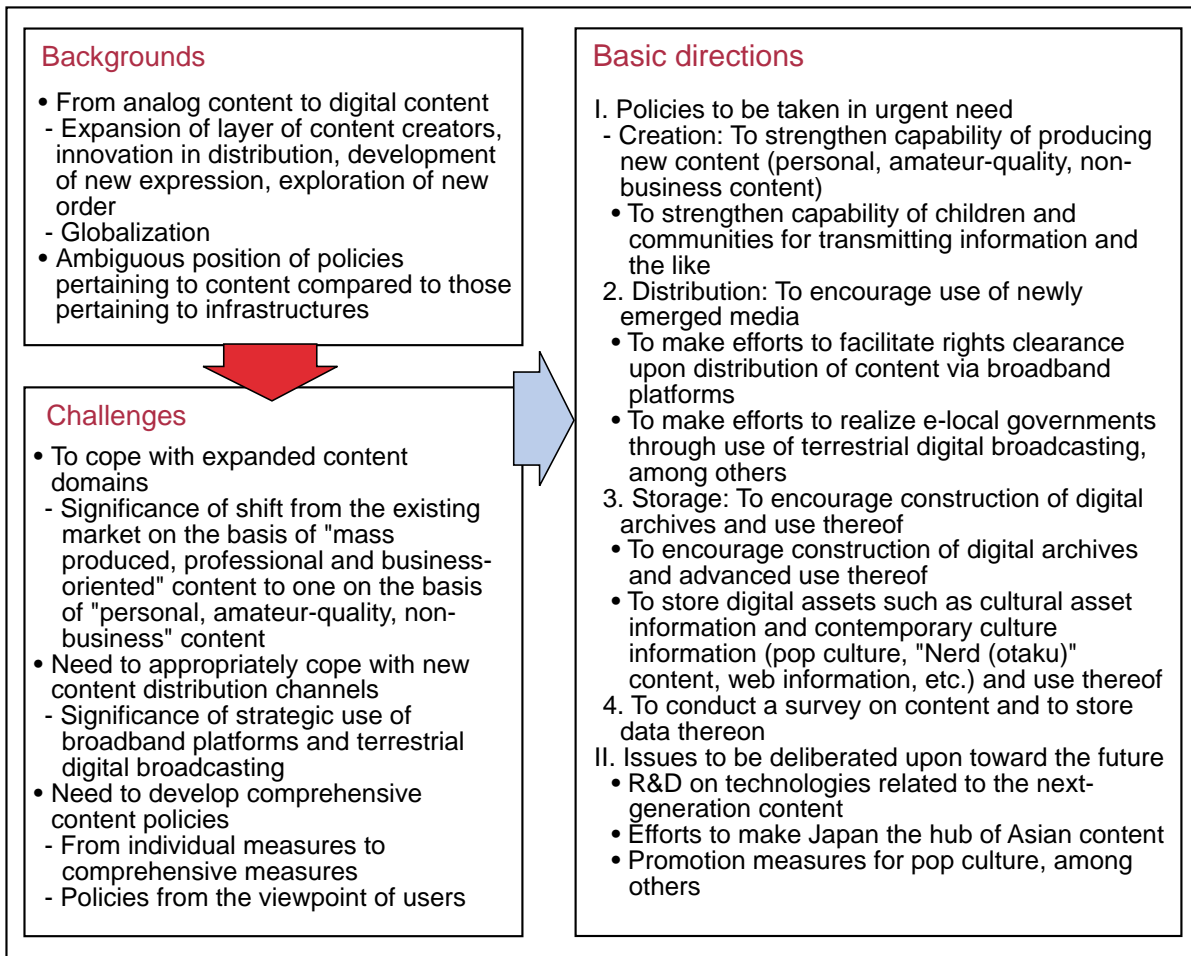 Backgrounds
• From analog content to digital content
- Expansion of layer of content creators,
innovation in distribution, development
of new expression, exploration of new
order
- Globalization
• Ambiguous position of policies
pertaining to content compared to those
pertaining to infrastructures
Challenges
• To cope with expanded content
domains
- Significance of shift from the existing
market on the basis of "mass
produced, professional and business-
oriented" content to one on the basis
of "personal, amateur-quality, non-
business" content
• Need to appropriately cope with new
content distribution channels
- Significance of strategic use of
broadband platforms and terrestrial
digital broadcasting
• Need to develop comprehensive
content policies
- From individual measures to
comprehensive measures
- Policies from the viewpoint of users
Basic directions
I. Policies to be taken in urgent need
- Creation: To strengthen capability of producing
new content (personal, amateur-quality, non-
business content)
• To strengthen capability of children and
communities for transmitting information and
the like
2. Distribution: To encourage use of newly
emerged media
• To make efforts to facilitate rights clearance
upon distribution of content via broadband
platforms
• To make efforts to realize e-local governments
through use of terrestrial digital broadcasting,
among others
3. Storage: To encourage construction of digital
archives and use thereof
• To encourage construction of digital archives
and advanced use thereof
• To store digital assets such as cultural asset
information and contemporary culture
information (pop culture, "Nerd (otaku)"
content, web information, etc.) and use thereof
4. To conduct a survey on content and to store
data thereon
II. Issues to be deliberated upon toward the future
• R&D on technologies related to the next-
generation content
• Efforts to make Japan the hub of Asian content
• Promotion measures for pop culture, among
others